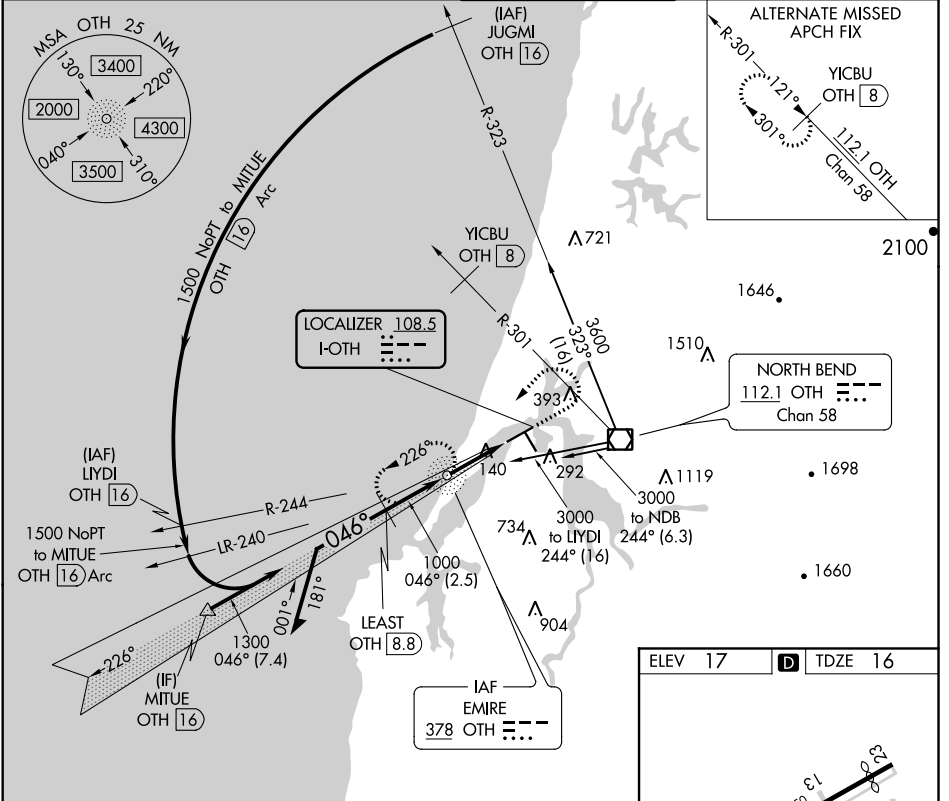 MSA OTH 25 NM
130°
3400
220°
2000
4300
040°
3500
310°
(IAF)
JUGMI
OTH 16
R-323
ALTERNATE MISSED
APCH FIX
R-301
121°
YICBU
OTH 8
301°
112.1 OTH
Chan 58
1500 NoPT to MITUE
OTH 16 Arc
YICBU
OTH 8
721
2100
1646
R-301
3600
323°
(16)
1510
LOCALIZER 108.5
I-OTH
393
NORTH BEND
112.1 OTH
Chan 58
(IAF)
LIYDI
OTH 16
226°
140
292
1119
1698
R-244
3000
to NDB
244° (6.3)
1500 NoPT
to MITUE
OTH 16 Arc
LR-240
046°
734
3000
to LIYDI
244° (16)
1000
046° (2.5)
1660
001°
181°
LEAST
OTH 8.8
904
1300
046° (7.4)
226°
(IF)
MITUE
OTH 16
IAF
EMIRE
378 OTH
ELEV 17
D
TDZE 16
23
13